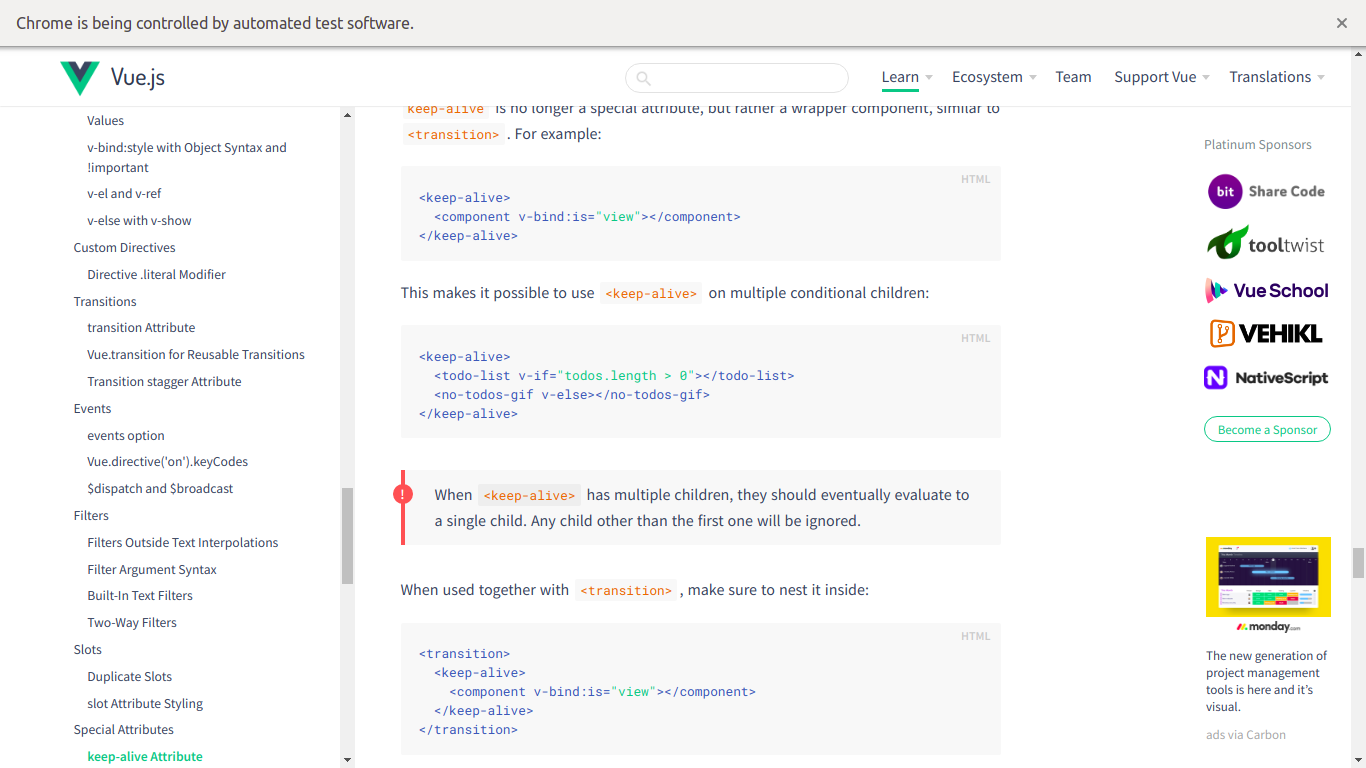 Chrome is being controlled by automated test software.
Vue.js
Learn
Ecosystem
Team
Support Vue
Translations
Values
v-bind:style with Object Syntax and
!important
v-el and v-ref
v-else with v-show
Custom Directives
Directive .literal Modifier
Transitions
transition Attribute
Vue.transition for Reusable Transitions
Transition stagger Attribute
Events
events option
Vue.directive('on').keyCodes
$dispatch and $broadcast
Filters
Filters Outside Text Interpolations
Filter Argument Syntax
Built-In Text Filters
Two-Way Filters
Slots
Duplicate Slots
slot Attribute Styling
Special Attributes
keep-alive Attribute
keep-alive is no longer a special attribute, but rather a wrapper component, similar to
<transition> . For example:
HTML
<keep-alive>
<component v-bind:is="view"></component>
</keep-alive>
This makes it possible to use <keep-alive> on multiple conditional children:
HTML
<keep-alive>
<todo-list v-if="todos.length > 0"></todo-list>
<no-todos-gif v-else></no-todos-gif>
</keep-alive>
!
When <keep-alive> has multiple children, they should eventually evaluate to
a single child. Any child other than the first one will be ignored.
When used together with <transition> , make sure to nest it inside:
HTML
<transition>
<keep-alive>
<component v-bind:is="view"></component>
</keep-alive>
</transition>
Platinum Sponsors
bit Share Code
tooltwist
Vue School
VEHIKL
NativeScript
Become a Sponsor
monday.com
The new generation of
project management
tools is here and it's
visual.
ads via Carbon